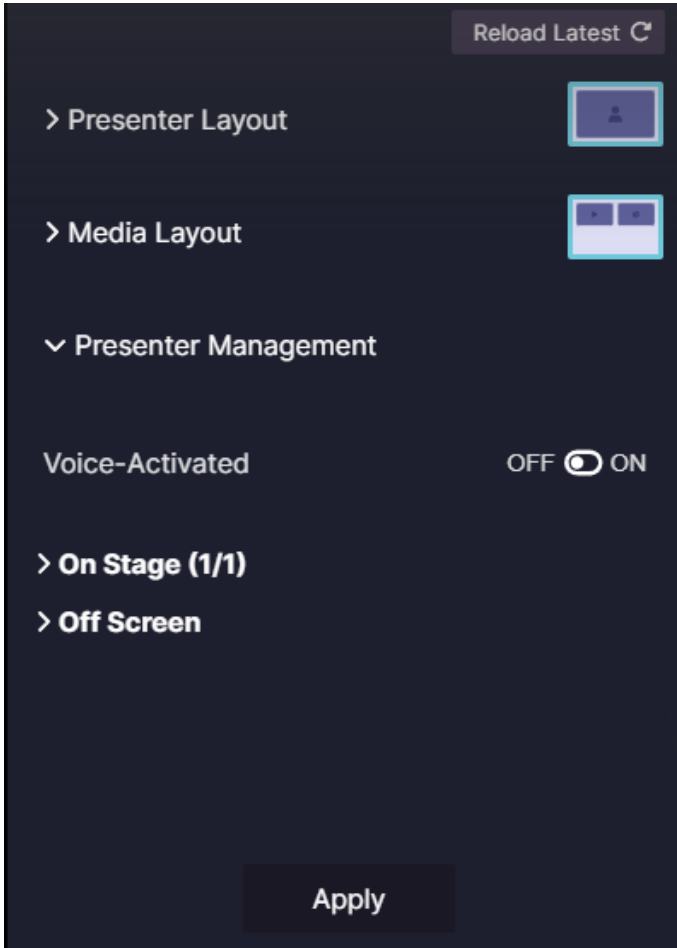 Reload Latest
Presenter Layout
Media Layout
Presenter Management
Voice-Activated OFF ON
On Stage (1/1)
Off Screen
Apply